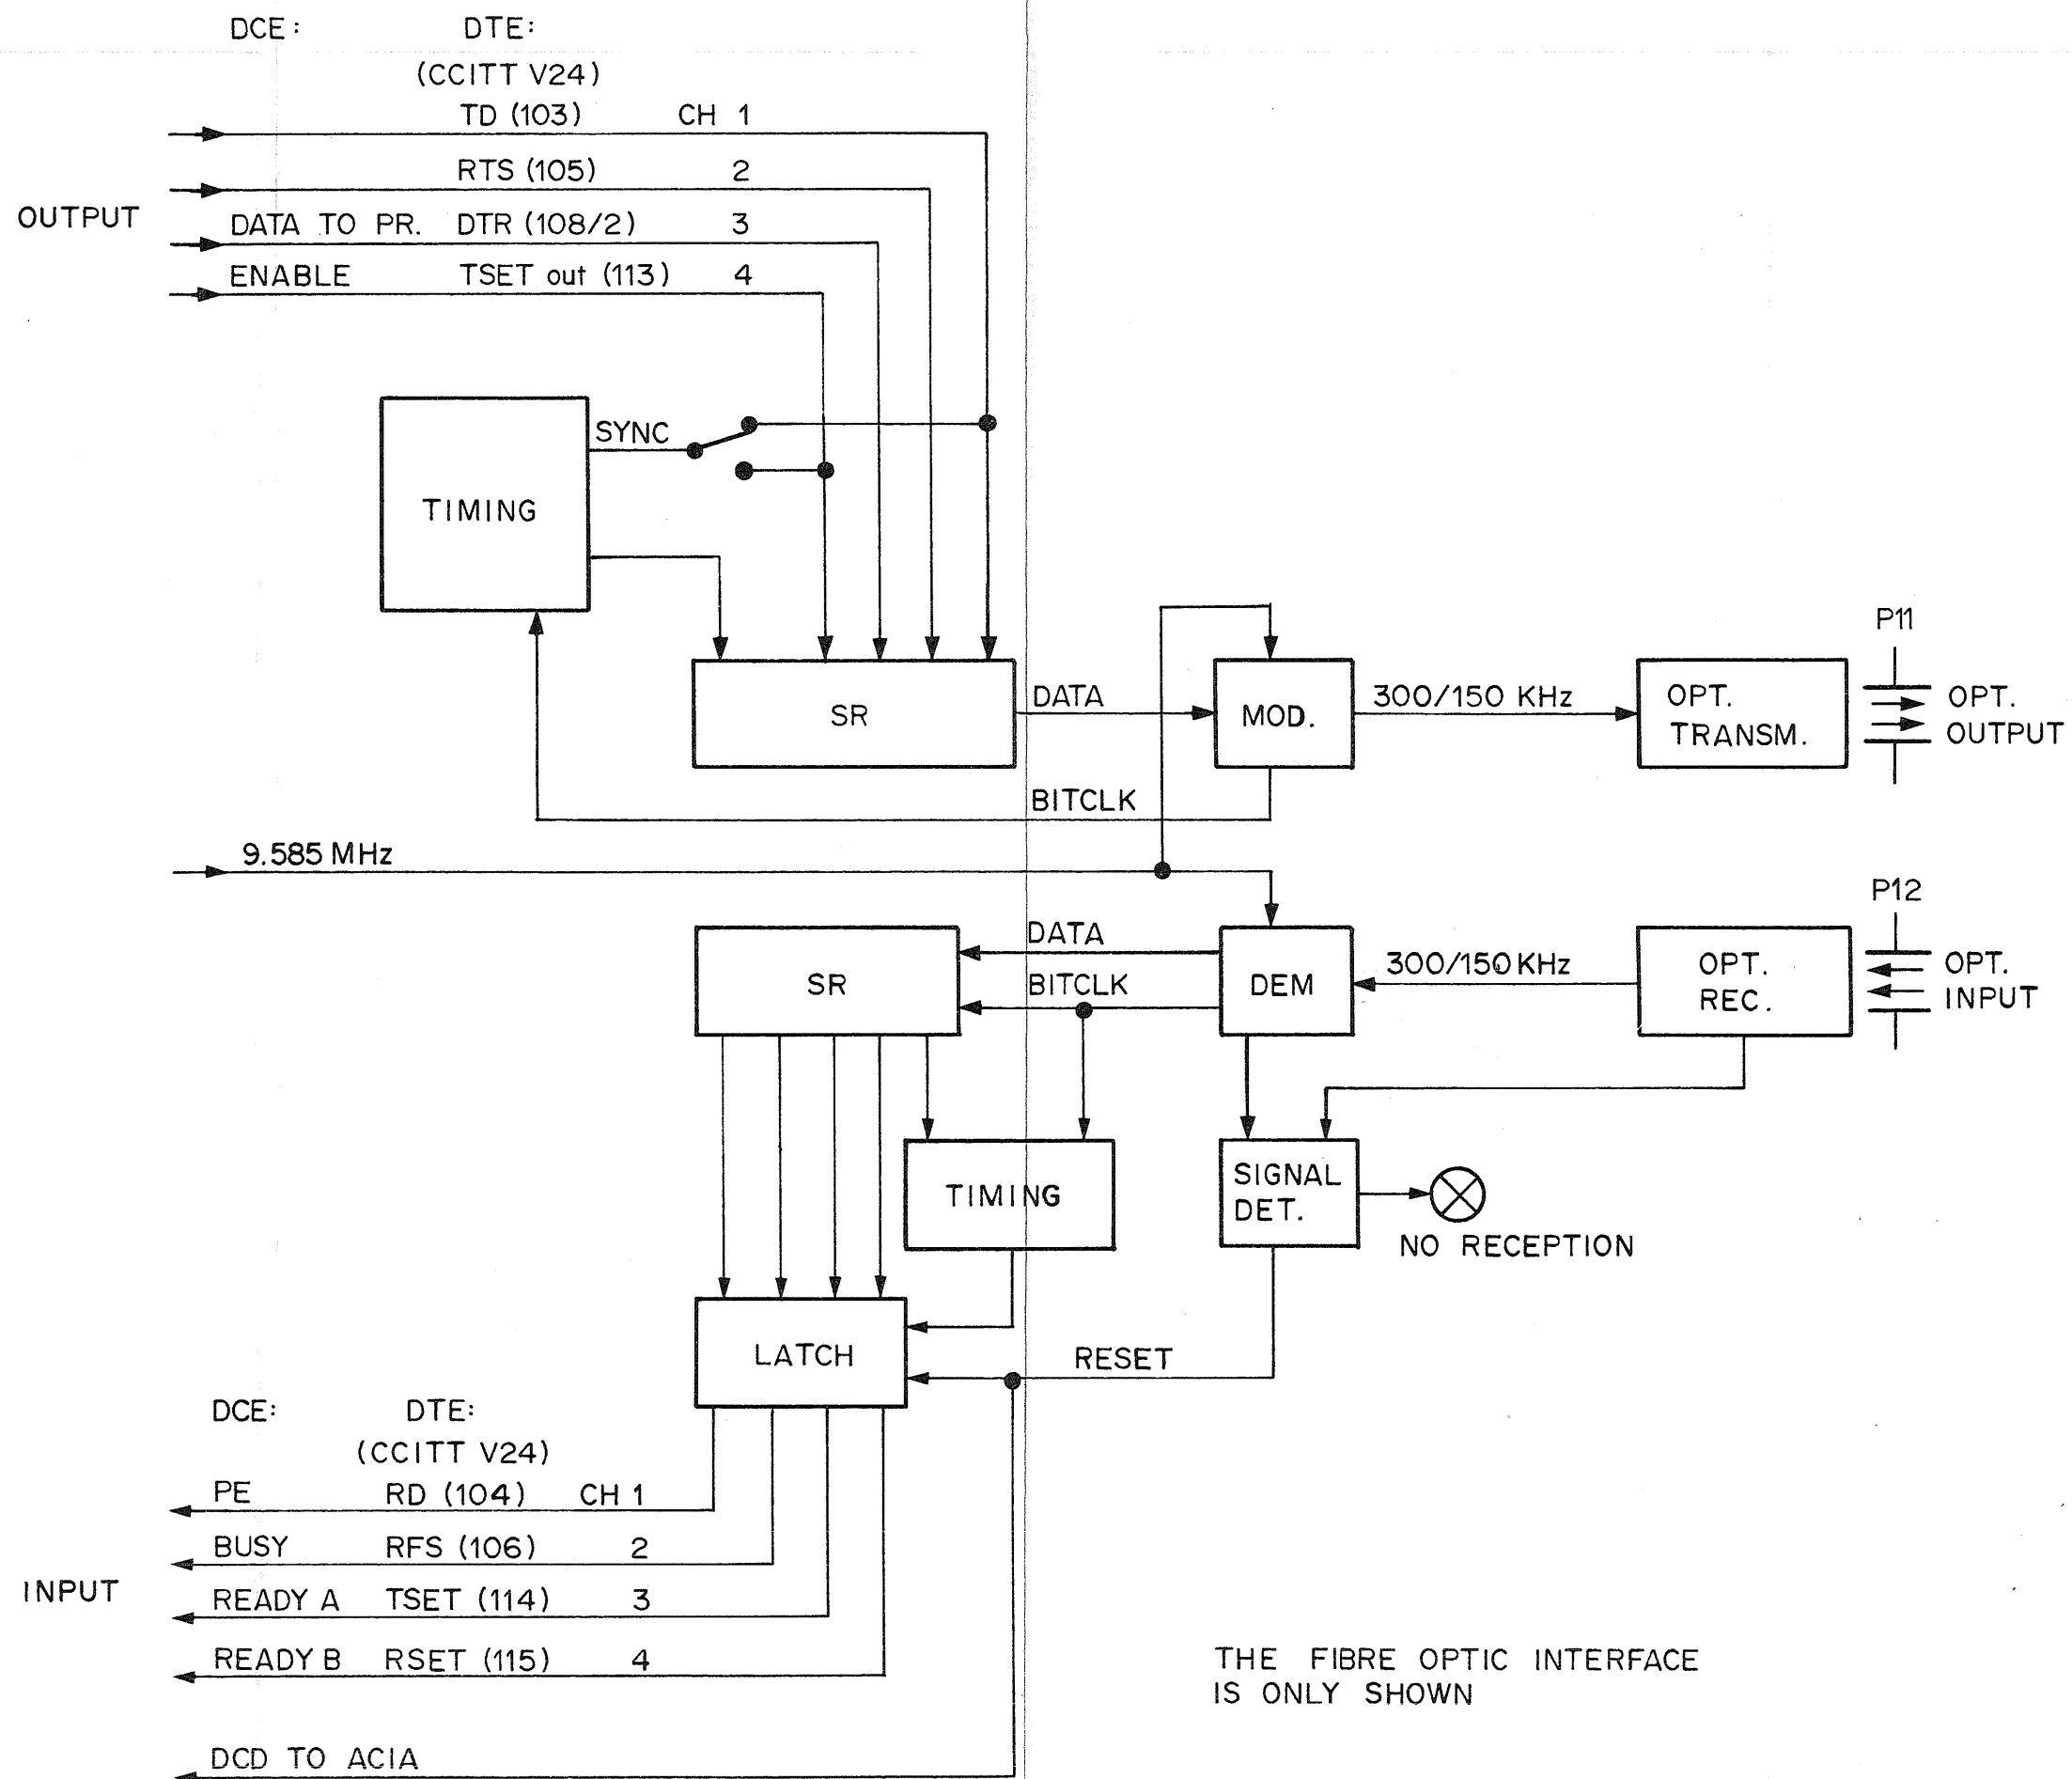 DCE: DTE:
(CCITT V24)
TD (103) CH 1
RTS (105) 2
OUTPUT
DATA TO PR. DTR (108/2) 3
ENABLE TSET out (113) 4
SYNC
TIMING
P11
SR
DATA
MOD.
300/150 KHz
OPT.
TRANSM.
OPT.
OUTPUT
BITCLK
9.585 MHz
P12
SR
DATA
BITCLK
DEM
300/150 KHz
OPT.
REC.
OPT.
INPUT
TIMING
SIGNAL
DET.
NO RECEPTION
LATCH
RESET
DCE: DTE:
(CCITT V24)
PE RD (104) CH 1
BUSY RFS (106) 2
INPUT
READY A TSET (114) 3
READY B RSET (115) 4
DCD TO ACIA
THE FIBRE OPTIC INTERFACE
IS ONLY SHOWN